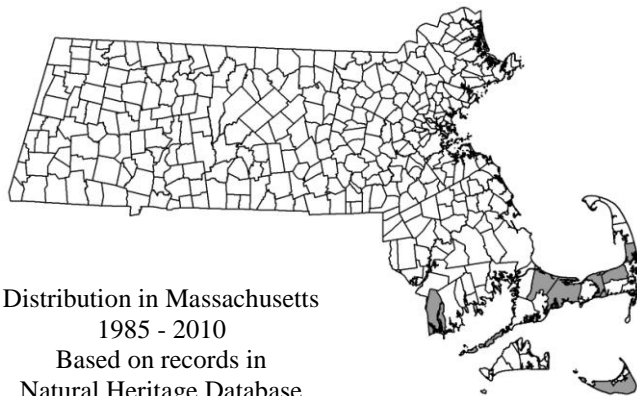 Distribution in Massachusetts
1985 - 2010
Based on records in
Natural Heritage Database